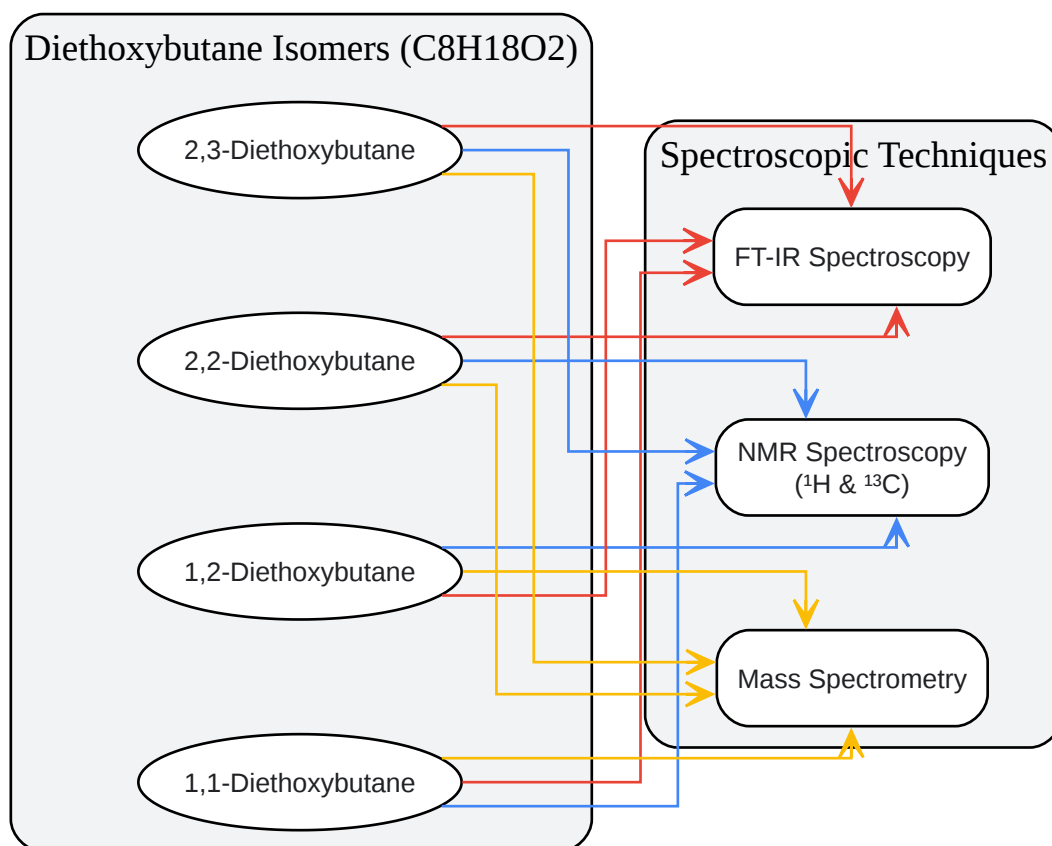 Diethoxybutane Isomers (C8H18O2)
2,3-Diethoxybutane
2,2-Diethoxybutane
1,2-Diethoxybutane
1,1-Diethoxybutane
Spectroscopic Techniques
FT-IR Spectroscopy
NMR Spectroscopy
(¹H & ¹³C)
Mass Spectrometry